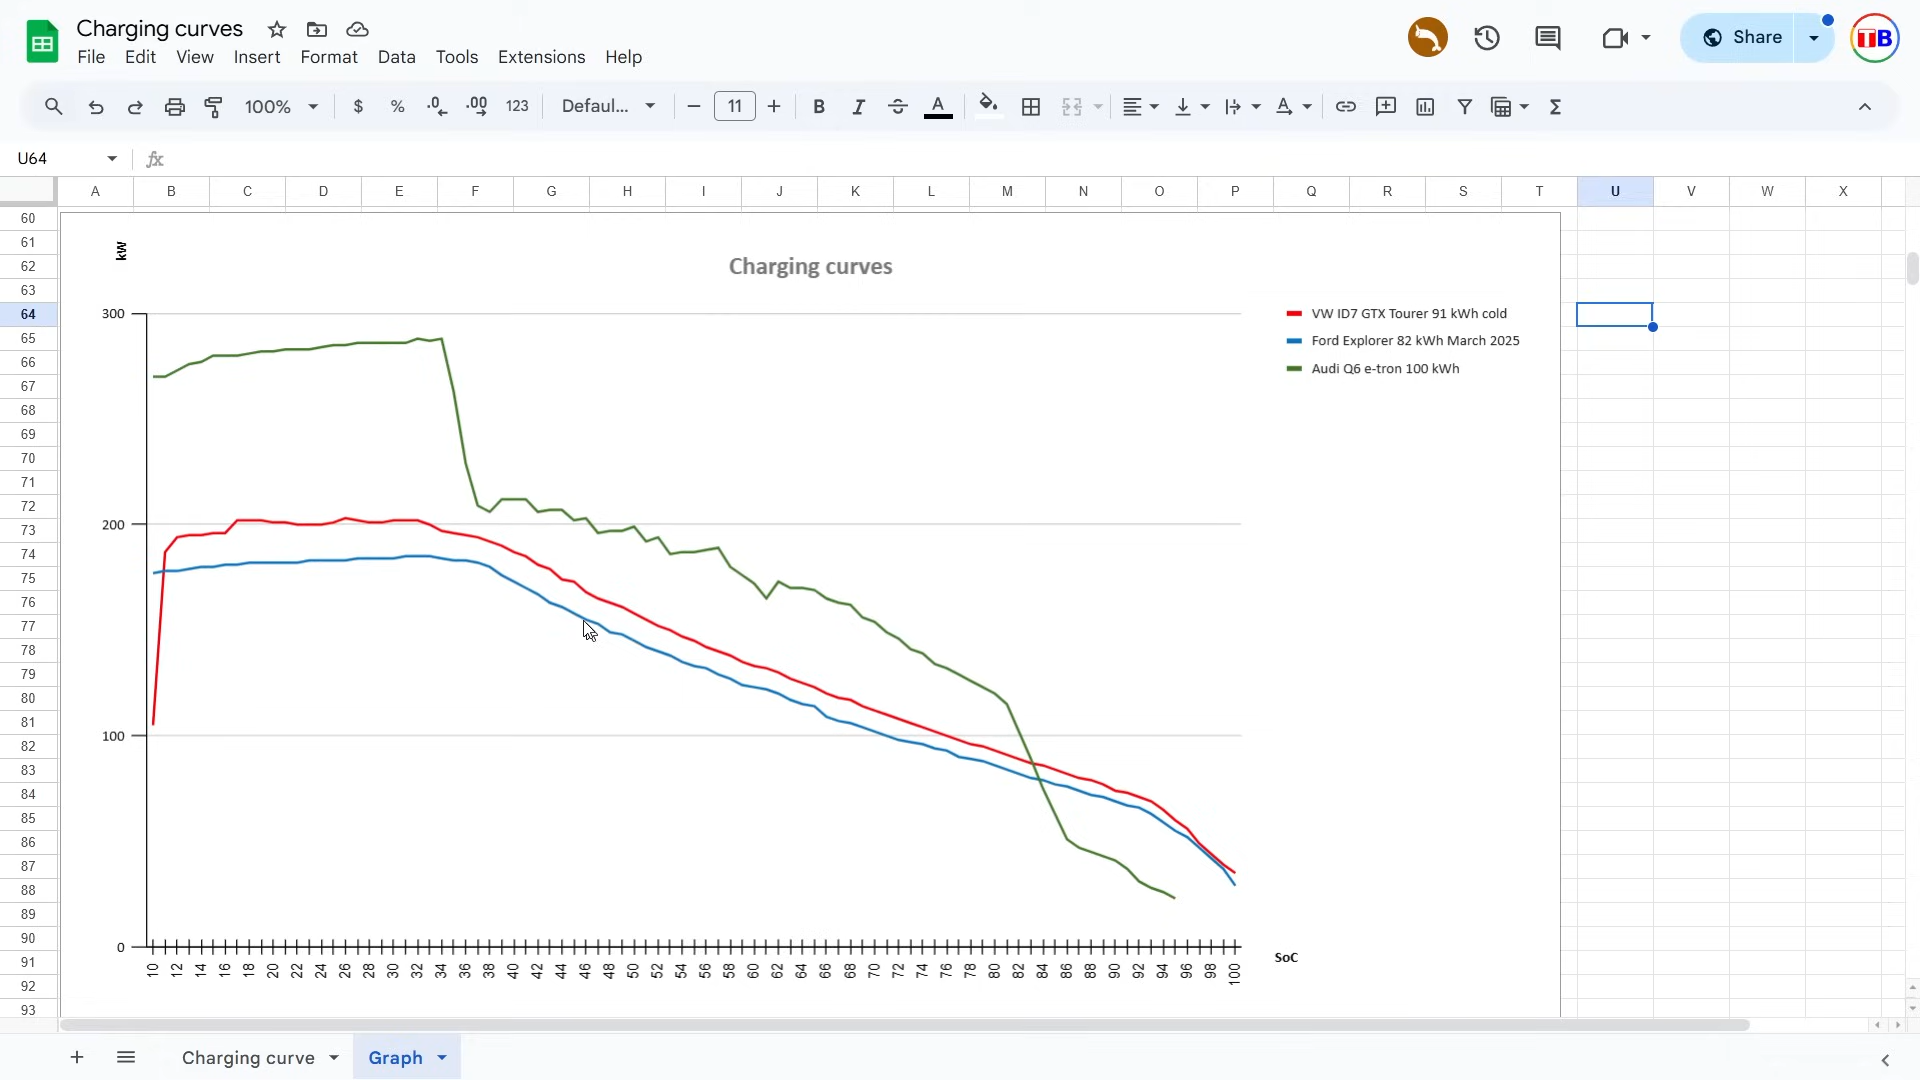 Charging curves
File Edit View Insert Format Data Tools Extensions Help
Share
TB
100% $ % .0 .00 123 Defaul... 11 B I A
U64 fx
A B C D E F G H I J K L M N O P Q R S T U V W X
60
61
62
63
64
65
66
67
68
69
70
71
72
73
74
75
76
77
78
79
80
81
82
83
84
85
86
87
88
89
90
91
92
93
kW
Charging curves
300
200
100
0
VW ID7 GTX Tourer 91 kWh cold
Ford Explorer 82 kWh March 2025
Audi Q6 e-tron 100 kWh
10 12 14 16 18 20 22 24 26 28 30 32 34 36 38 40 42 44 46 48 50 52 54 56 58 60 62 64 66 68 70 72 74 76 78 80 82 84 86 88 90 92 94 96 98 100
SoC
Charging curve Graph